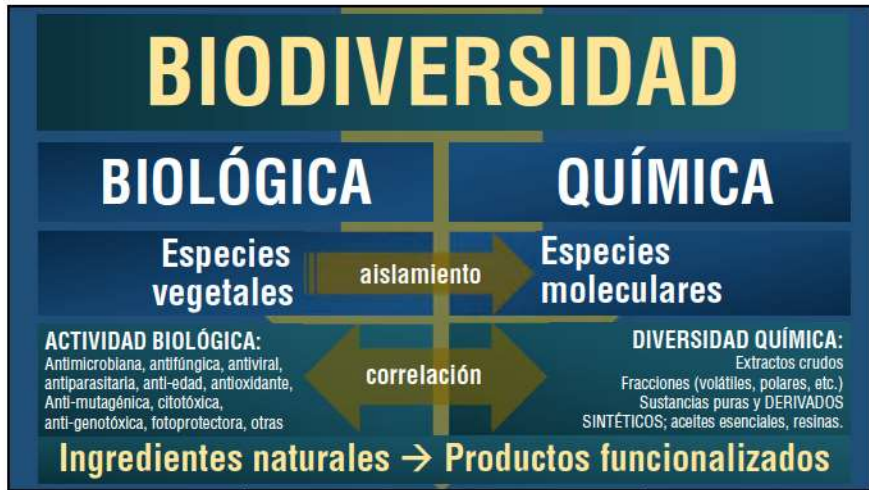 BIODIVERSIDAD
BIOLÓGICA
QUÍMICA
Especies
vegetales
aislamiento
Especies
moleculares
ACTIVIDAD BIOLÓGICA:
Antimicrobiana, antifúngica, antiviral,
antiparasitaria, anti-edad, antioxidante,
Anti-mutagénica, citotóxica,
anti-genotóxica, fotoprotectora, otras
correlación
DIVERSIDAD QUÍMICA:
Extractos crudos
Fracciones (volátiles, polares, etc.)
Sustancias puras y DERIVADOS
SINTÉTICOS; aceites esenciales, resinas.
Ingredientes naturales → Productos funcionalizados